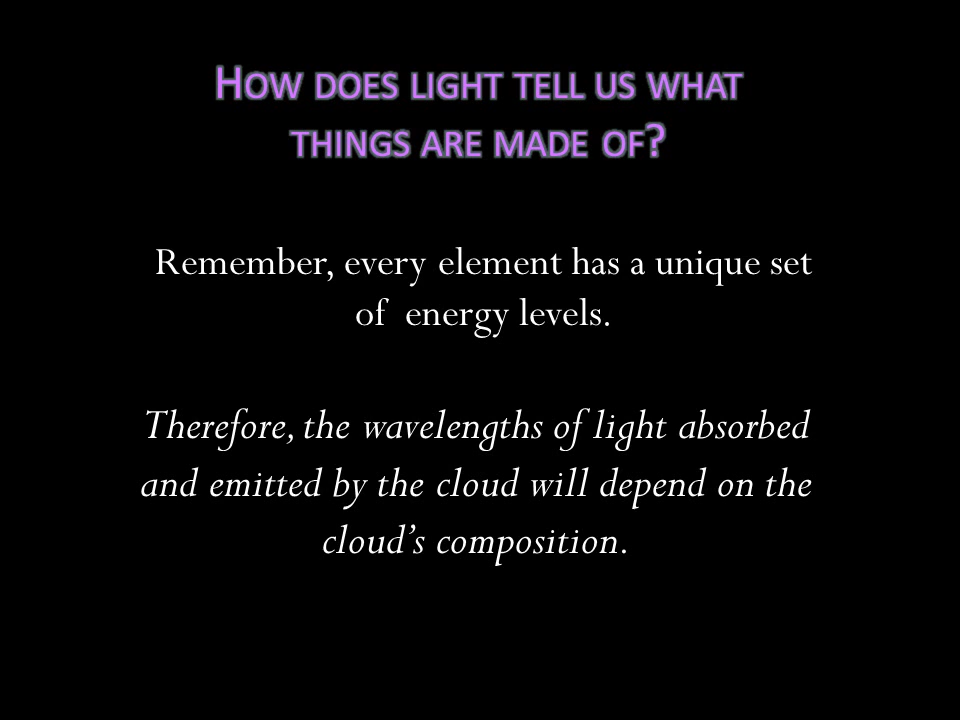 How does light tell us what
things are made of?
Remember, every element has a unique set
of energy levels.
Therefore, the wavelengths of light absorbed
and emitted by the cloud will depend on the
cloud’s composition.